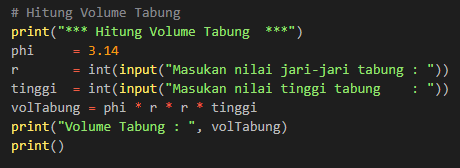 # Hitung Volume Tabung
print("*** Hitung Volume Tabung  ***")
phi     = 3.14
r       = int(input("Masukan nilai jari-jari tabung : "))
tinggi  = int(input("Masukan nilai tinggi tabung    : "))
volTabung = phi * r * r * tinggi
print("Volume Tabung : ", volTabung)
print()